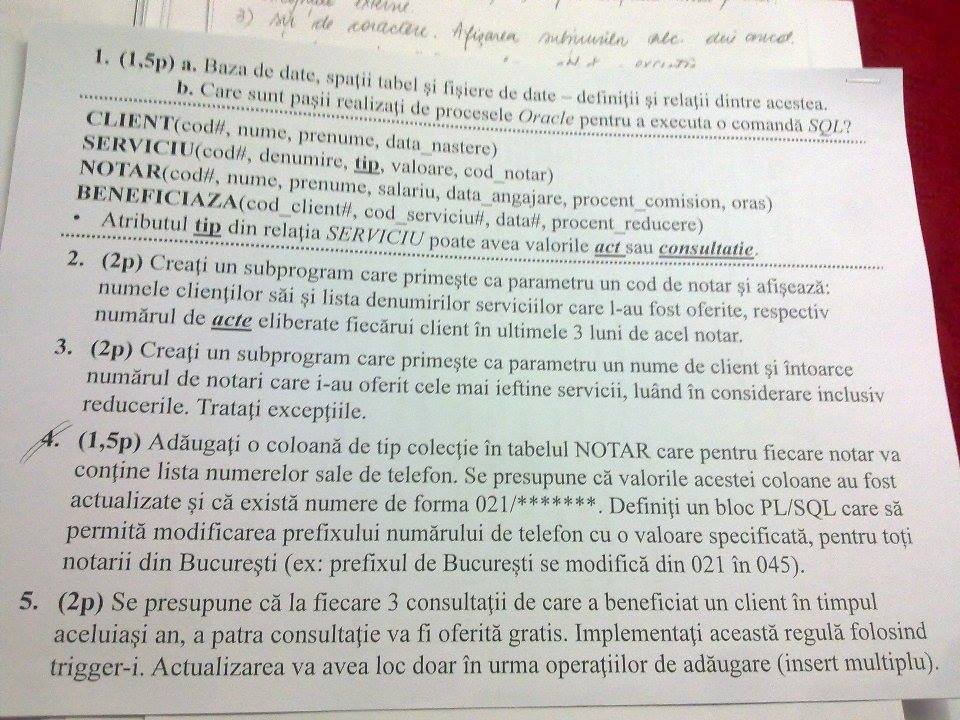 externe.
3) șir de caractere. Afișarea
1. (1,5p) a. Baza de date, spații tabel și fișiere de date – definiții și relații dintre acestea.
b. Care sunt pașii realizați de procesele Oracle pentru a executa o comandă SQL?
CLIENT(cod#, nume, prenume, data_nastere)
SERVICIU(cod#, denumire, tip, valoare, cod_notar)
NOTAR(cod#, nume, prenume, salariu, data_angajare, procent_comision, oras)
BENEFICIAZA(cod_client#, cod_serviciu#, data#, procent_reducere)
• Atributul tip din relația SERVICIU poate avea valorile act sau consultatie.
2. (2p) Creați un subprogram care primește ca parametru un cod de notar și afișează:
numele clienților săi și lista denumirilor serviciilor care l-au fost oferite, respectiv
numărul de acte eliberate fiecărui client în ultimele 3 luni de acel notar.
3. (2p) Creați un subprogram care primește ca parametru un nume de client și întoarce
numărul de notari care i-au oferit cele mai ieftine servicii, luând în considerare inclusiv
reducerile. Tratați excepțiile.
4. (1,5p) Adăugați o coloană de tip colecție în tabelul NOTAR care pentru fiecare notar va
conține lista numerelor sale de telefon. Se presupune că valorile acestei coloane au fost
actualizate și că există numere de forma 021/*******. Definiți un bloc PL/SQL care să
permită modificarea prefixului numărului de telefon cu o valoare specificată, pentru toți
notarii din București (ex: prefixul de București se modifică din 021 în 045).
5. (2p) Se presupune că la fiecare 3 consultații de care a beneficiat un client în timpul
aceluiași an, a patra consultație va fi oferită gratis. Implementați această regulă folosind
trigger-i. Actualizarea va avea loc doar în urma operațiilor de adăugare (insert multiplu).